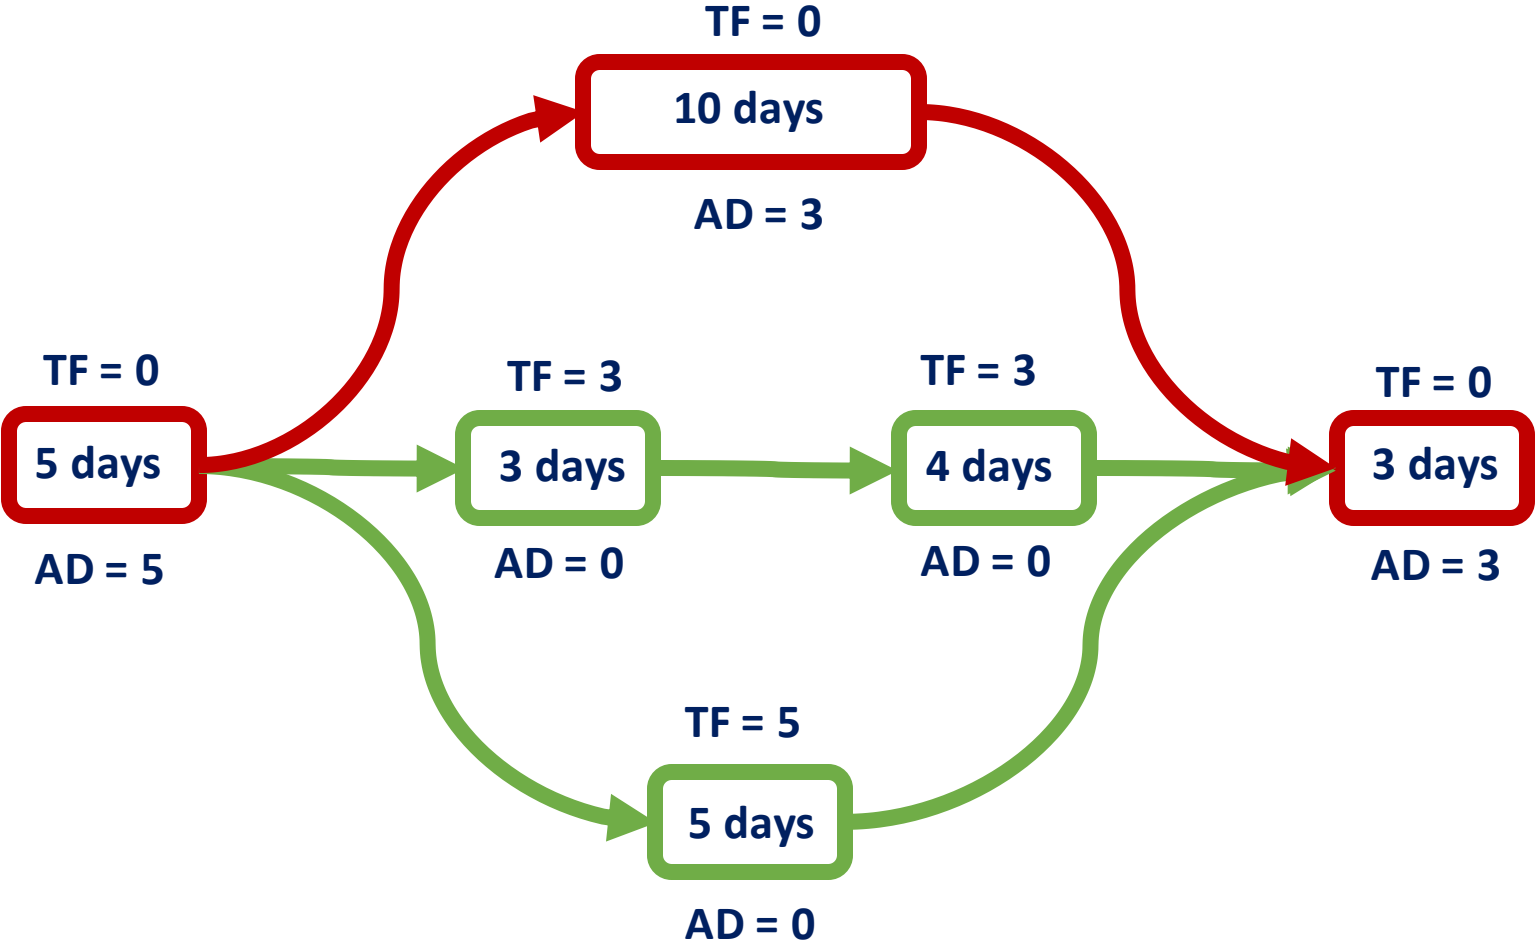 TF = 0
10 days
AD = 3
TF = 0
5 days
AD = 5
TF = 3
3 days
AD = 0
TF = 3
4 days
AD = 0
TF = 0
3 days
AD = 3
TF = 5
5 days
AD = 0